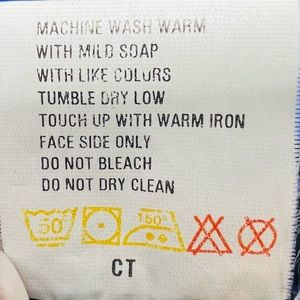 MACHINE WASH WARM
WITH MILD SOAP
WITH LIKE COLORS
TUMBLE DRY LOW
TOUCH UP WITH WARM IRON
FACE SIDE ONLY
DO NOT BLEACH
DO NOT DRY CLEAN
50° 150°
CT